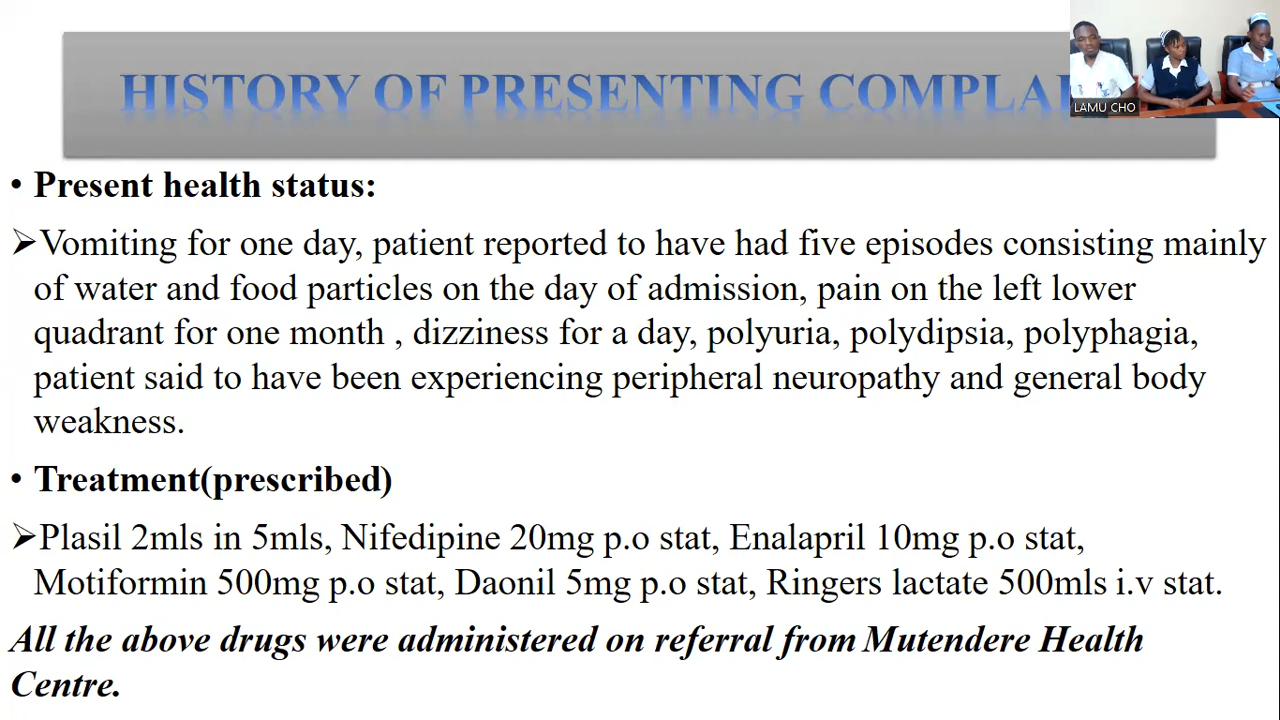 HISTORY OF PRESENTING COMPLA
LAMU CHO
• Present health status:
➢Vomiting for one day, patient reported to have had five episodes consisting mainly
of water and food particles on the day of admission, pain on the left lower
quadrant for one month , dizziness for a day, polyuria, polydipsia, polyphagia,
patient said to have been experiencing peripheral neuropathy and general body
weakness.
• Treatment(prescribed)
➢Plasil 2mls in 5mls, Nifedipine 20mg p.o stat, Enalapril 10mg p.o stat,
Motiformin 500mg p.o stat, Daonil 5mg p.o stat, Ringers lactate 500mls i.v stat.
All the above drugs were administered on referral from Mutendere Health
Centre.